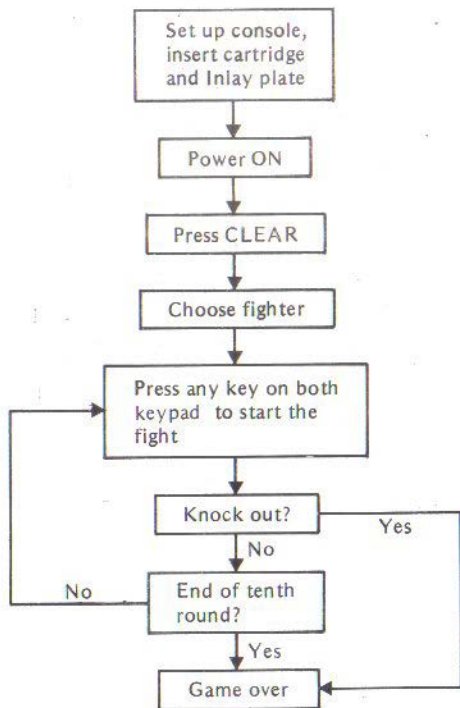 Set up console,
insert cartridge
and Inlay plate
Power ON
Press CLEAR
Choose fighter
Press any key on both
keypad to start the
fight
Knock out?
Yes
No
End of tenth
round?
No
Yes
Game over